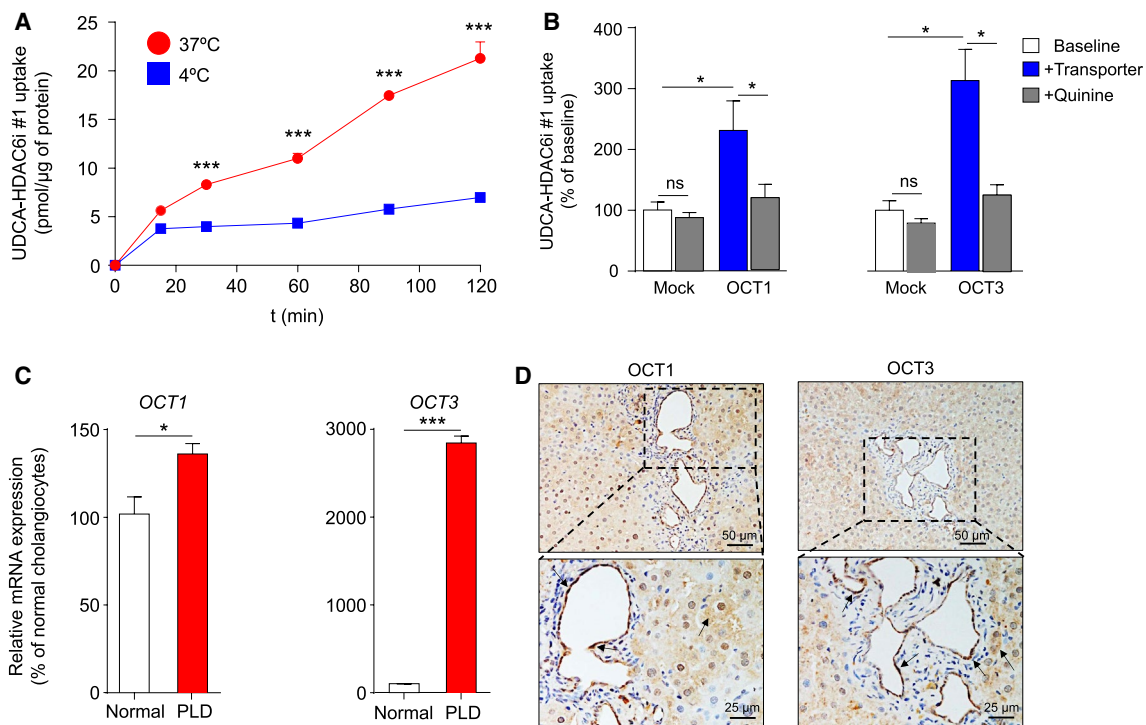 A
UDCA-HDAC6i #1 uptake
(pmol/µg of protein)
25
20
15
10
5
0
37ºC
4ºC
***
***
***
***
0 20 40 60 80 100 120
t (min)
B
UDCA-HDAC6i #1 uptake
(% of baseline)
400
300
200
100
0
ns
*
*
Mock OCT1
ns
*
*
Mock OCT3
Baseline
+Transporter
+Quinine
C
Relative mRNA expression
(% of normal cholangiocytes)
OCT1
150
100
50
0
*
Normal PLD
OCT3
3000
2000
1000
0
***
Normal PLD
D
OCT1
50 µm
25 µm
OCT3
50 µm
25 µm